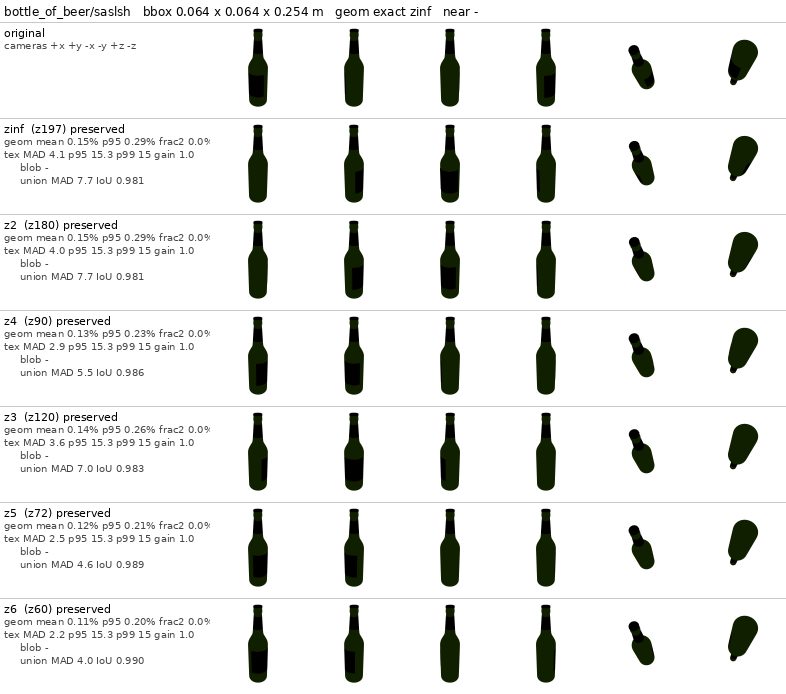 bottle_of_beer/saslsh bbox 0.064 x 0.064 x 0.254 m geom exact zinf near -
original
cameras +x +y -x -y +z -z
zinf (z197) preserved
geom mean 0.15% p95 0.29% frac2 0.0%
tex MAD 4.1 p95 15.3 p99 15 gain 1.0
blob -
union MAD 7.7 IoU 0.981
z2 (z180) preserved
geom mean 0.15% p95 0.29% frac2 0.0%
tex MAD 4.0 p95 15.3 p99 15 gain 1.0
blob -
union MAD 7.7 IoU 0.981
z4 (z90) preserved
geom mean 0.13% p95 0.23% frac2 0.0%
tex MAD 2.9 p95 15.3 p99 15 gain 1.0
blob -
union MAD 5.5 IoU 0.986
z3 (z120) preserved
geom mean 0.14% p95 0.26% frac2 0.0%
tex MAD 3.6 p95 15.3 p99 15 gain 1.0
blob -
union MAD 7.0 IoU 0.983
z5 (z72) preserved
geom mean 0.12% p95 0.21% frac2 0.0%
tex MAD 2.5 p95 15.3 p99 15 gain 1.0
blob -
union MAD 4.6 IoU 0.989
z6 (z60) preserved
geom mean 0.11% p95 0.20% frac2 0.0%
tex MAD 2.2 p95 15.3 p99 15 gain 1.0
blob -
union MAD 4.0 IoU 0.990